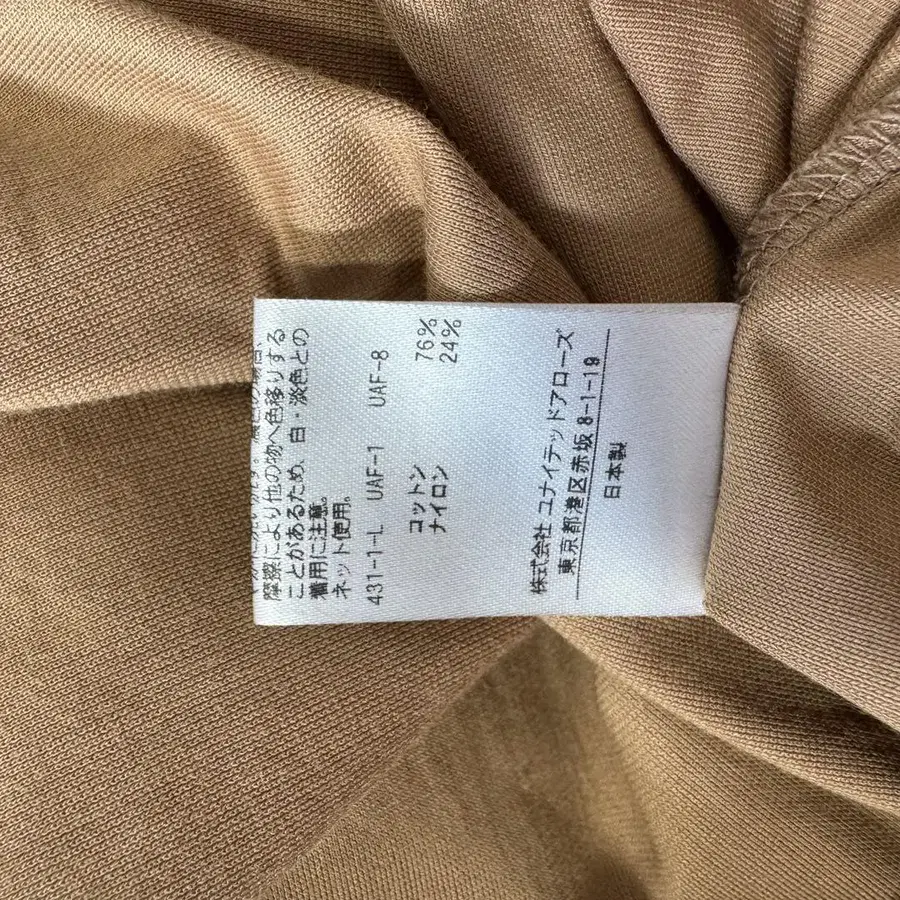 摩擦により他の物へ色移りする
ことがあるため、白・淡色との
着用に注意。
ネット使用。
431-1-L UAF-1 UAF-8
コットン 76%
ナイロン 24%
株式会社 ユナイテッドアローズ
東京都港区赤坂 8-1-19
日本製